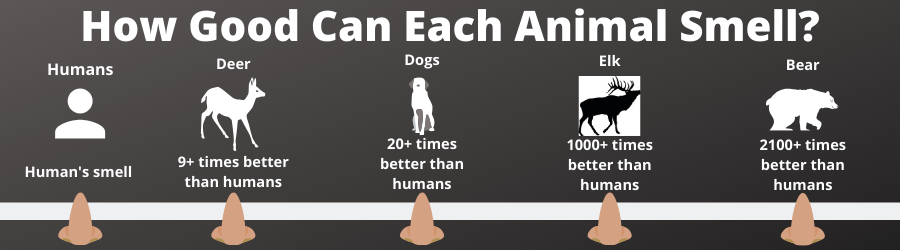 How Good Can Each Animal Smell?
Humans
Human's smell
Deer
9+ times better
than humans
Dogs
20+ times
better than
humans
Elk
1000+ times
better than
humans
Bear
2100+ times
better than
humans